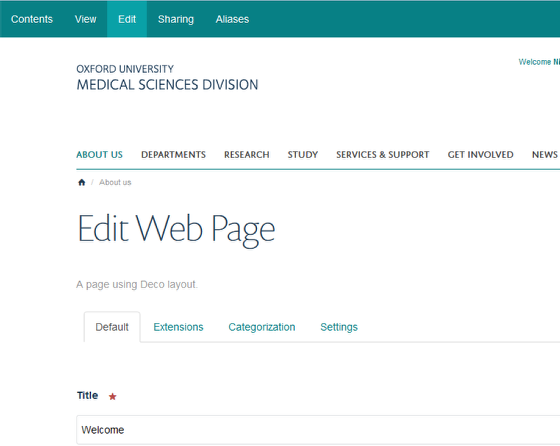 Contents View Edit Sharing Aliases
Welcome
OXFORD UNIVERSITY
MEDICAL SCIENCES DIVISION
ABOUT US DEPARTMENTS RESEARCH STUDY SERVICES & SUPPORT GET INVOLVED NEWS
/ About us
Edit Web Page
A page using Deco layout.
Default Extensions Categorization Settings
Title
Welcome